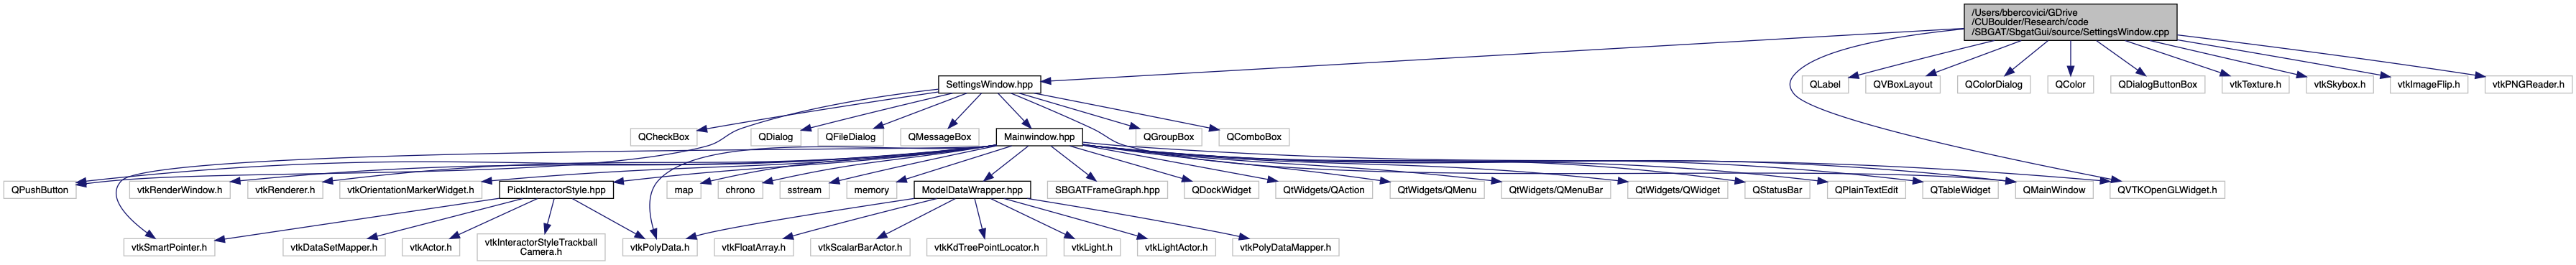 /Users/bbercovici/GDrive
/CUBoulder/Research/code
/SBGAT/SbgatGui/source/SettingsWindow.cpp
SettingsWindow.hpp
QLabel
QVBoxLayout
QColorDialog
QColor
QDialogButtonBox
vtkTexture.h
vtkSkybox.h
vtkImageFlip.h
vtkPNGReader.h
QCheckBox
QDialog
QFileDialog
QMessageBox
Mainwindow.hpp
QGroupBox
QComboBox
QPushButton
vtkRenderWindow.h
vtkRenderer.h
vtkOrientationMarkerWidget.h
PickInteractorStyle.hpp
map
chrono
sstream
memory
ModelDataWrapper.hpp
SBGATFrameGraph.hpp
QDockWidget
QtWidgets/QAction
QtWidgets/QMenu
QtWidgets/QMenuBar
QtWidgets/QWidget
QStatusBar
QPlainTextEdit
QTableWidget
QMainWindow
QVTKOpenGLWidget.h
vtkSmartPointer.h
vtkDataSetMapper.h
vtkActor.h
vtkInteractorStyleTrackball
Camera.h
vtkPolyData.h
vtkFloatArray.h
vtkScalarBarActor.h
vtkKdTreePointLocator.h
vtkLight.h
vtkLightActor.h
vtkPolyDataMapper.h